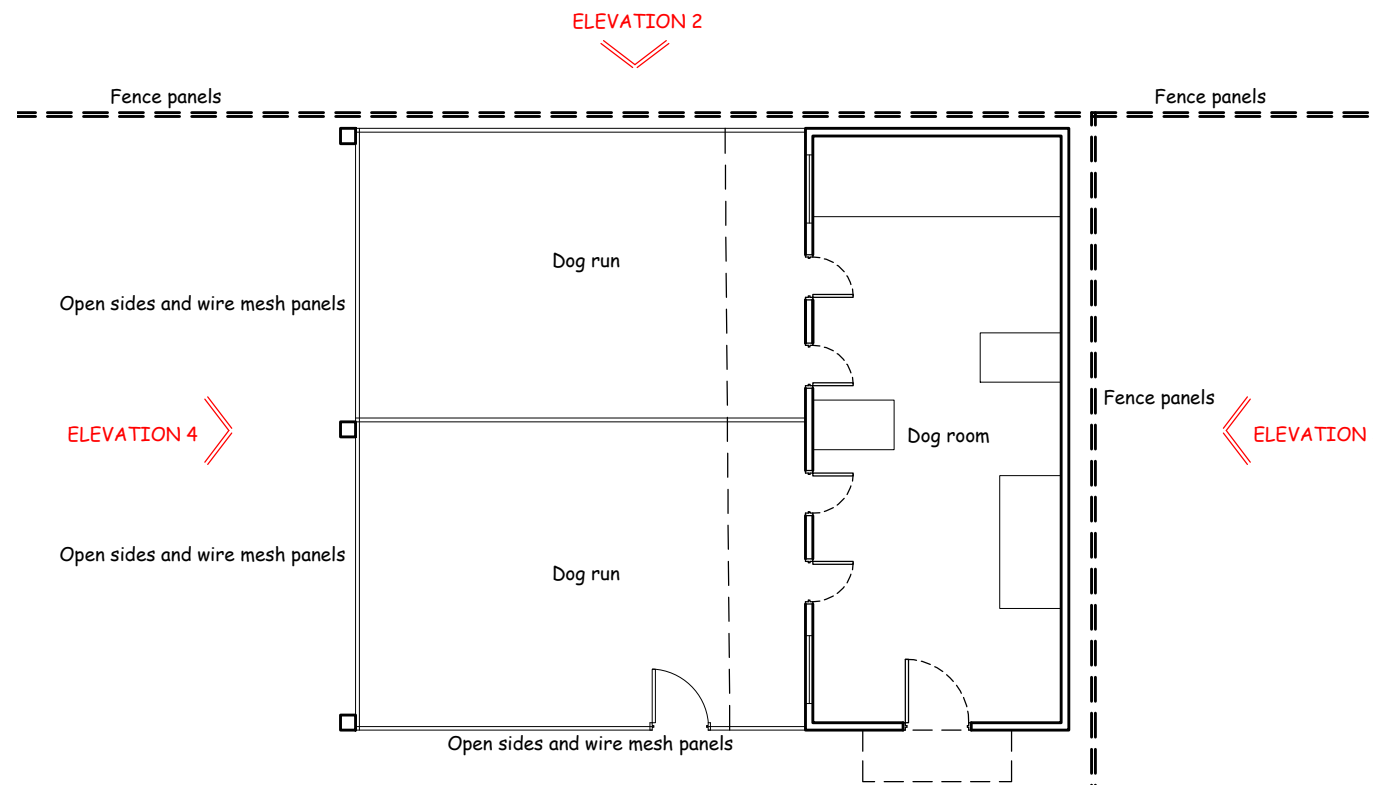 ELEVATION 2
Fence panels
Fence panels
Dog run
Open sides and wire mesh panels
Fence panels
ELEVATION 4
Dog room
ELEVATION
Open sides and wire mesh panels
Dog run
Open sides and wire mesh panels